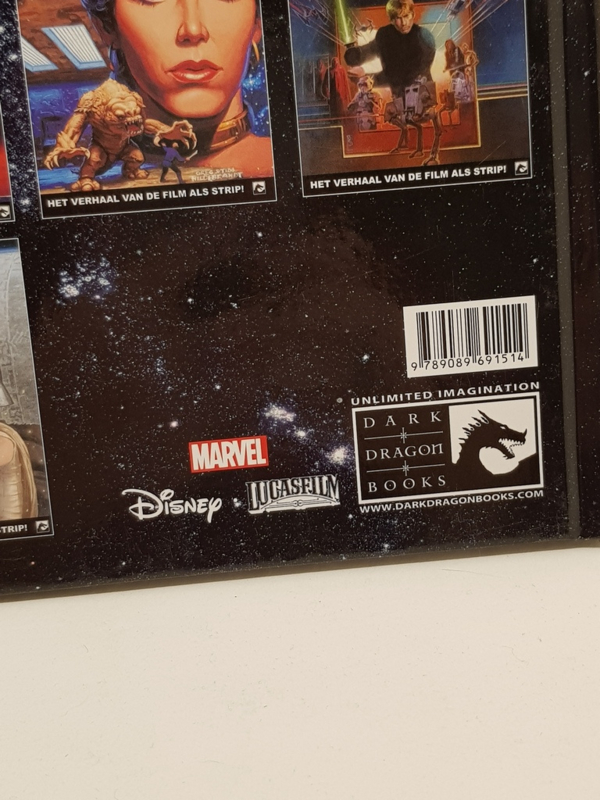 HET VERHAAL VAN DE FILM ALS STRIP!
HET VERHAAL VAN DE FILM ALS STRIP!
STRIP!
9 789089 691514
UNLIMITED IMAGINATION
DARK
DRAGON
BOOKS
WWW.DARKDRAGONBOOKS.COM
MARVEL
Disney
LUCASFILM